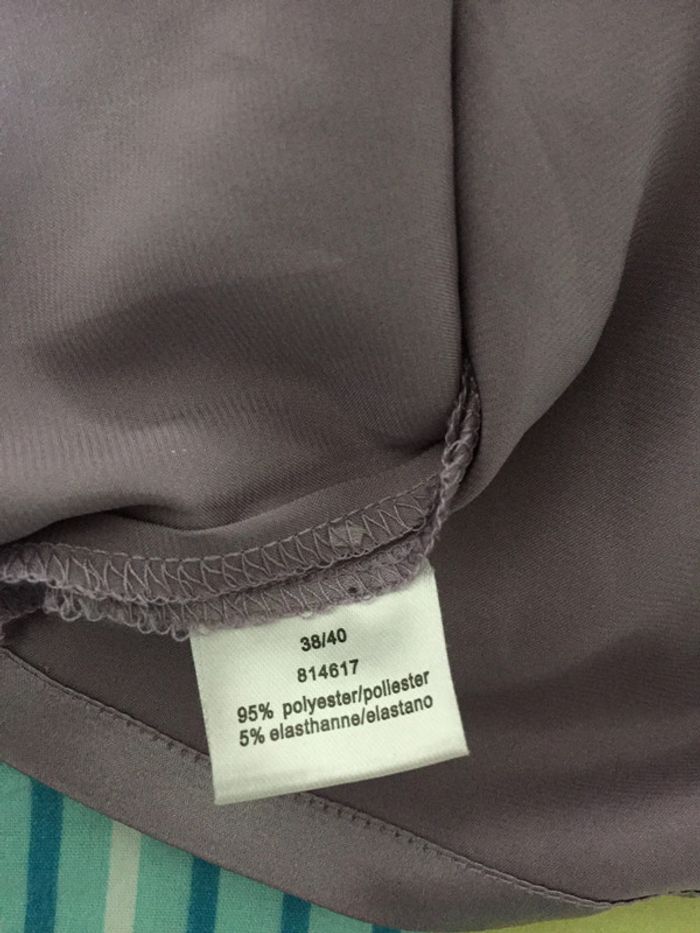 38/40
814617
95% polyester/poliester
5% elasthanne/elastano